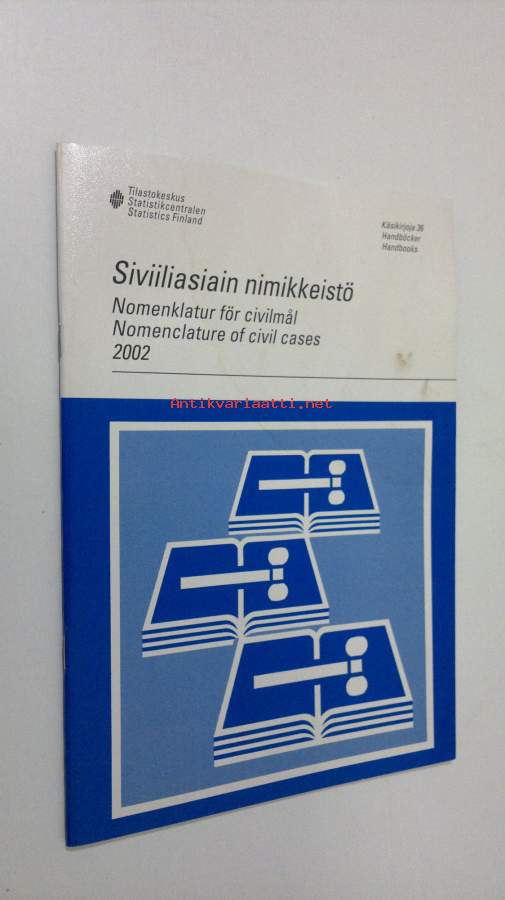 Tilastokeskus
Statistikcentralen
Statistics Finland
Käsikirjoja 36
Handböcker
Handbooks
Siviiliasiain nimikkeistö
Nomenklatur för civilmål
Nomenclature of civil cases
2002
Antikvariaatti.net